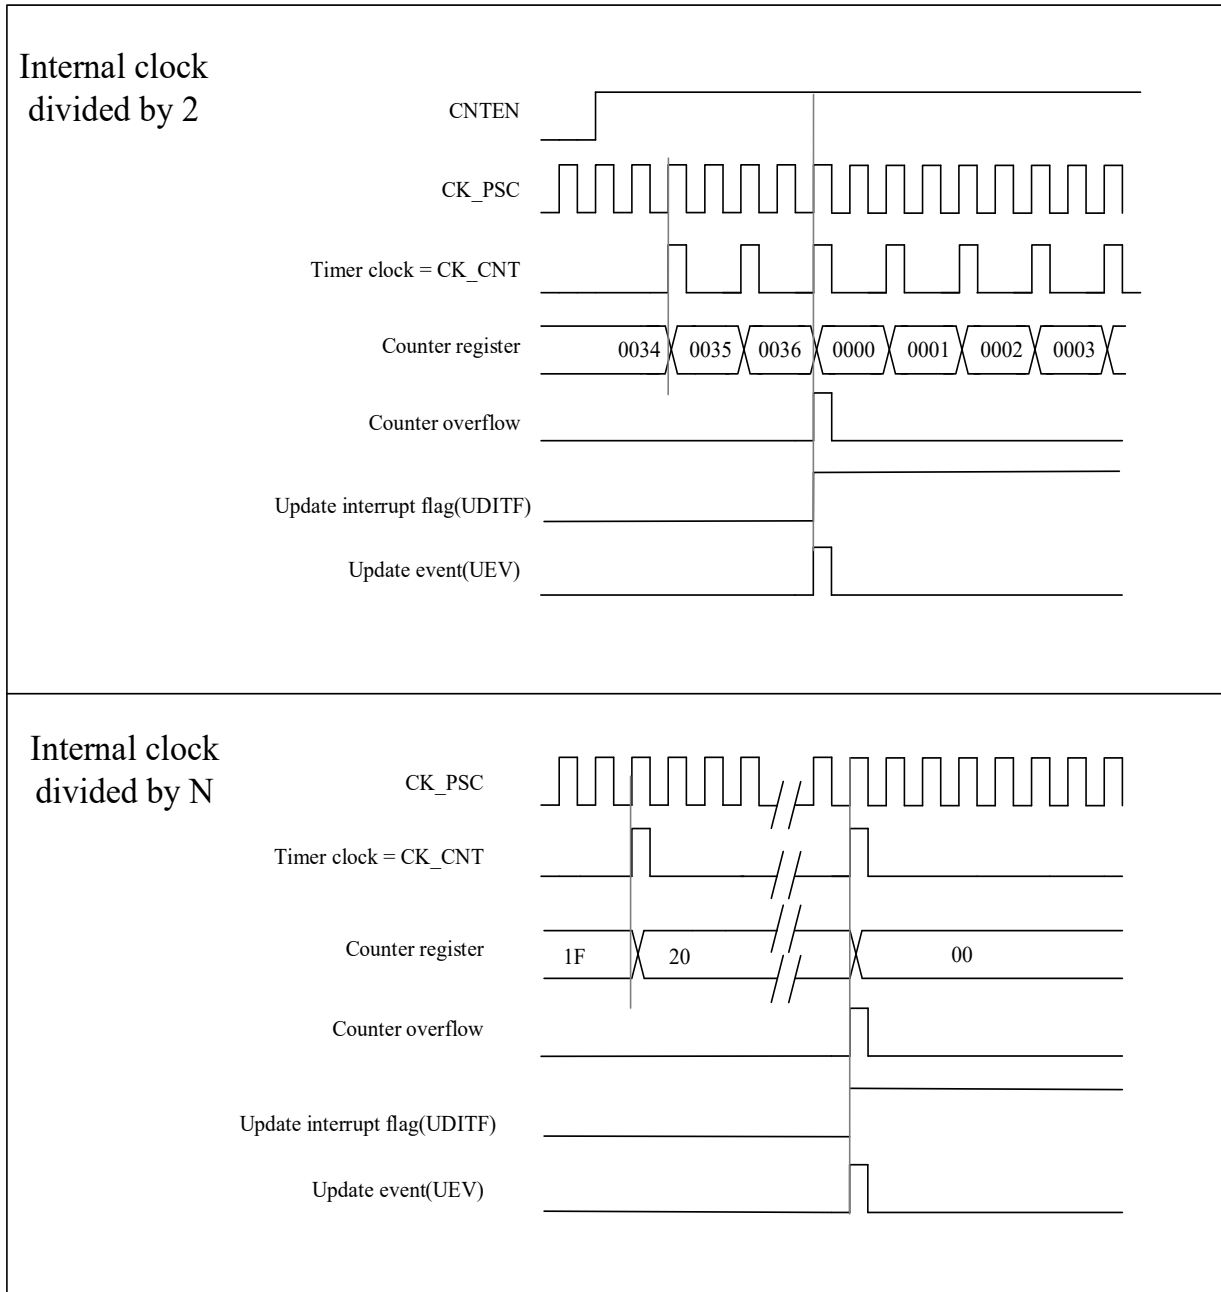 Internal clock
divided by 2
CNTEN
CK_PSC
Timer clock = CK_CNT
Counter register
0034 0035 0036 0000 0001 0002 0003
Counter overflow
Update interrupt flag(UDITF)
Update event(UEV)
Internal clock
divided by N
CK_PSC
Timer clock = CK_CNT
Counter register
1F 20 00
Counter overflow
Update interrupt flag(UDITF)
Update event(UEV)